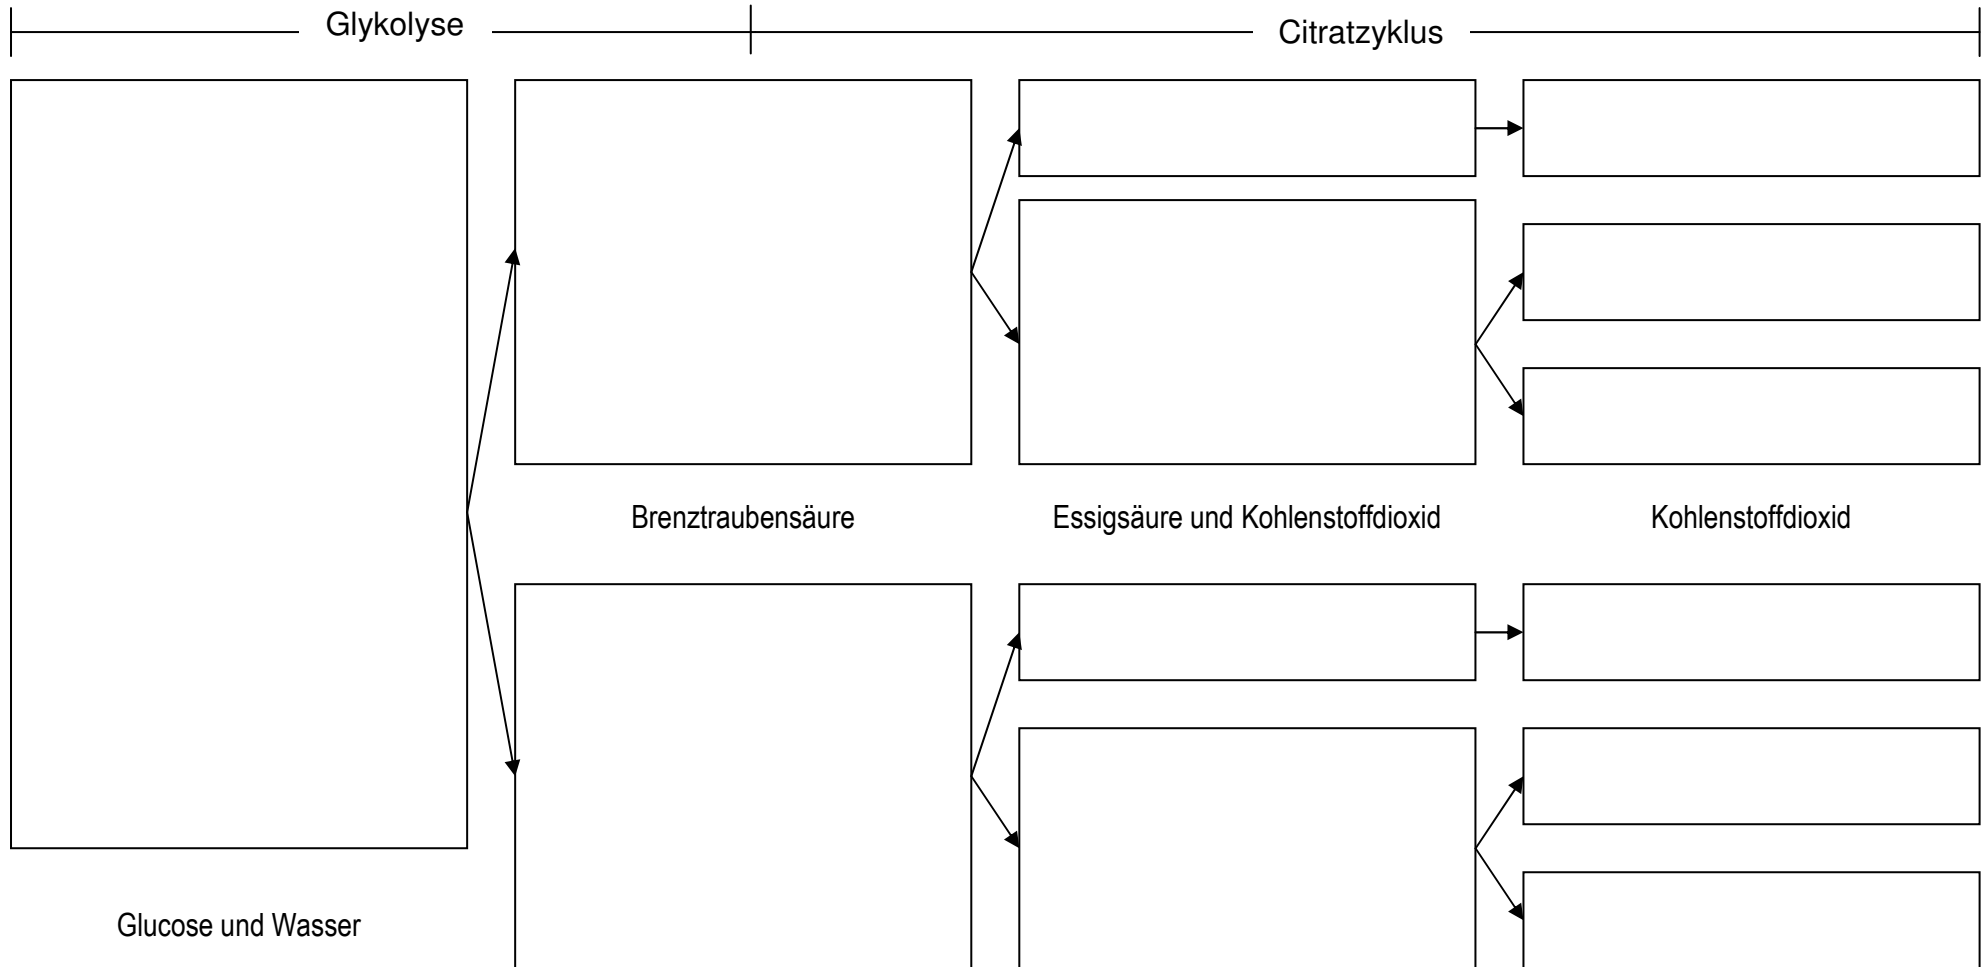 Glykolyse
Citratzyklus
Brenztraubensäure
Essigsäure und Kohlenstoffdioxid
Kohlenstoffdioxid
Glucose und Wasser